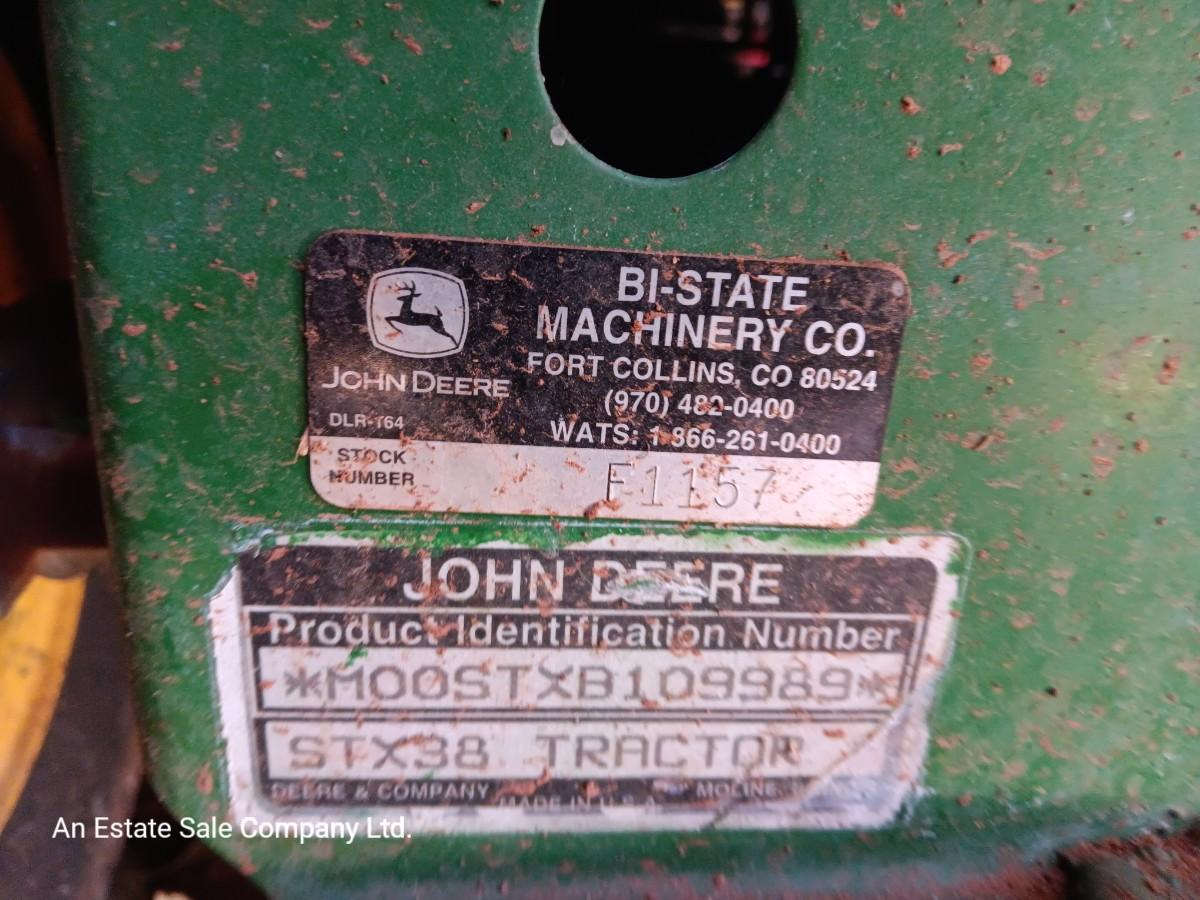 BI-STATE
MACHINERY CO.
FORT COLLINS, CO 80524
(970) 482-0400
WATS: 1-866-261-0400
JOHN DEERE
DLR-164
STOCK
NUMBER
F1157
JOHN DEERE
Product Identification Number
*M00STXB109989*
STX38 TRACTOR
DEERE & COMPANY MOLINE,
MADE IN U.S.A.
An Estate Sale Company Ltd.